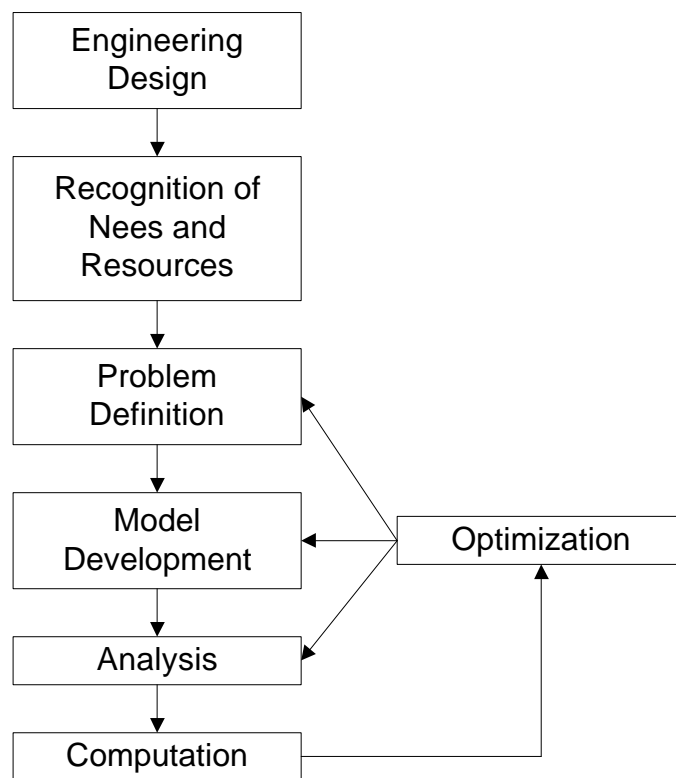 Engineering
Design
Recognition of
Nees and
Resources
Problem
Definition
Model
Development
Optimization
Analysis
Computation